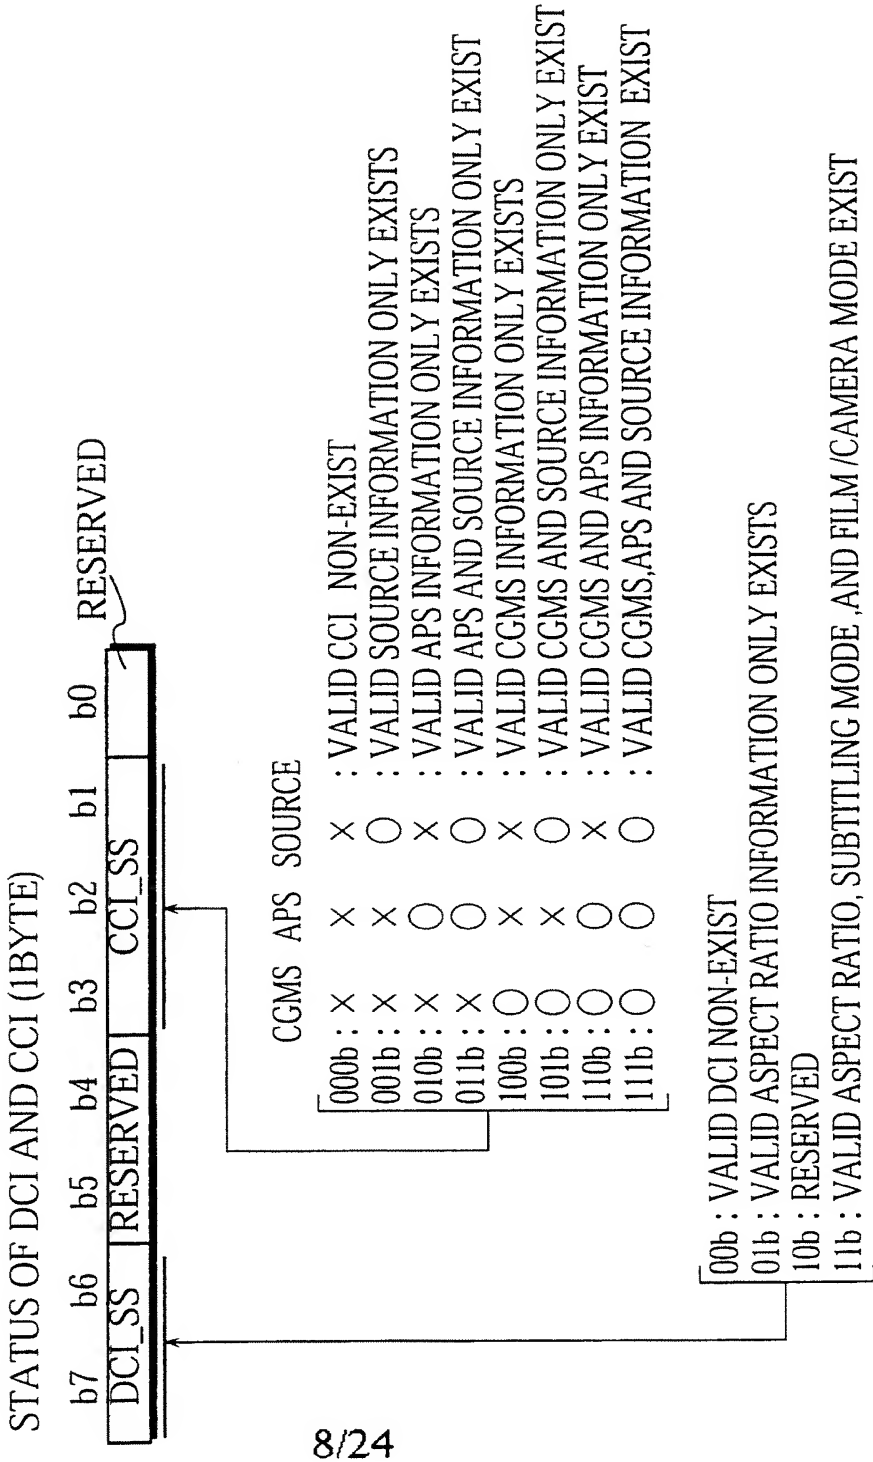 STATUS OF DCI AND CCI (1BYTE)
b7 b6 b5 b4 b3 b2 b1 b0
DCI_SS RESERVED CCI_SS
RESERVED
CGMS APS SOURCE
000b : X X X : VALID CCI NON-EXIST
001b : X X O : VALID SOURCE INFORMATION ONLY EXISTS
010b : X O X : VALID APS INFORMATION ONLY EXISTS
011b : X O O : VALID APS AND SOURCE INFORMATION ONLY EXIST
100b : O X X : VALID CGMS INFORMATION ONLY EXISTS
101b : O X O : VALID CGMS AND SOURCE INFORMATION ONLY EXIST
110b : O O X : VALID CGMS AND APS INFORMATION ONLY EXIST
111b : O O O : VALID CGMS,APS AND SOURCE INFORMATION EXIST
00b : VALID DCI NON-EXIST
01b : VALID ASPECT RATIO INFORMATION ONLY EXISTS
10b : RESERVED
11b : VALID ASPECT RATIO, SUBTITLING MODE ,AND FILM /CAMERA MODE EXIST
8/24